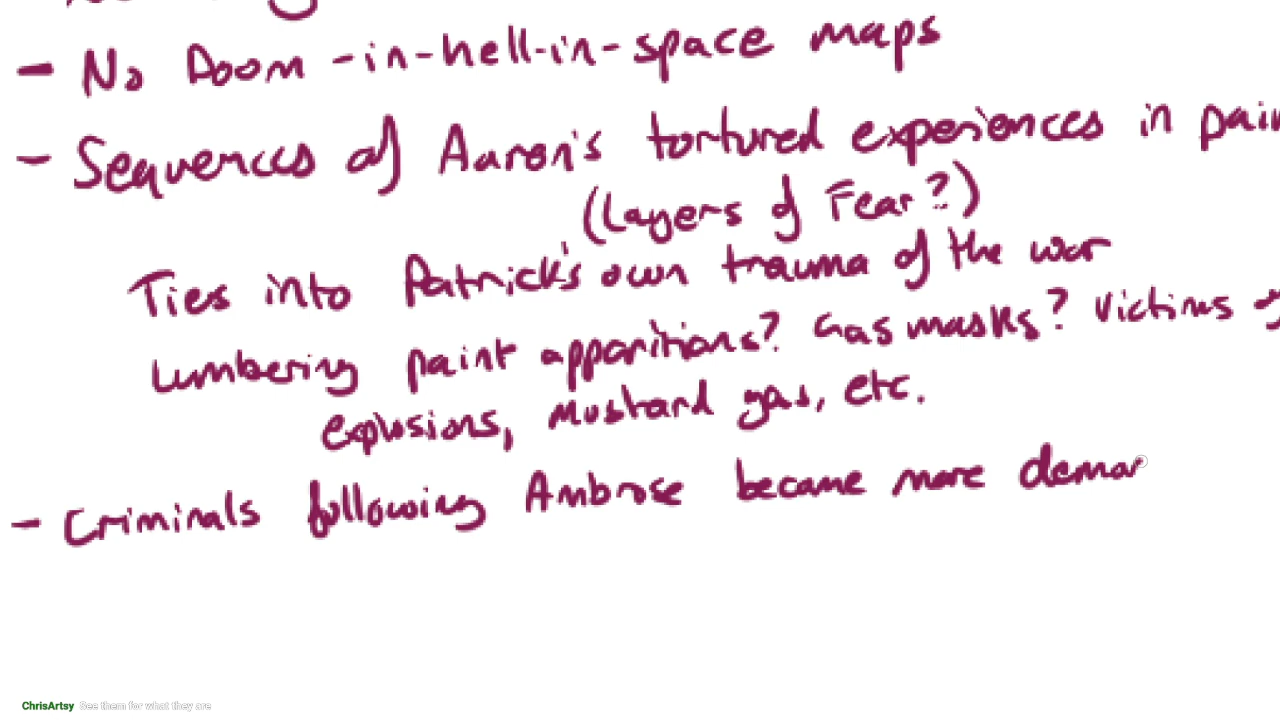 - No Doom-in-hell-in-space maps
- Sequences of Aaron's tortured experiences in pain
(Layers of Fear?)
Ties into Patrick's own trauma of the war
Lumbering paint apparitions? Gas masks? Victims of
explosions, mustard gas, etc.
- Criminals following Ambrose became more demon
ChrisArtsy See them for what they are